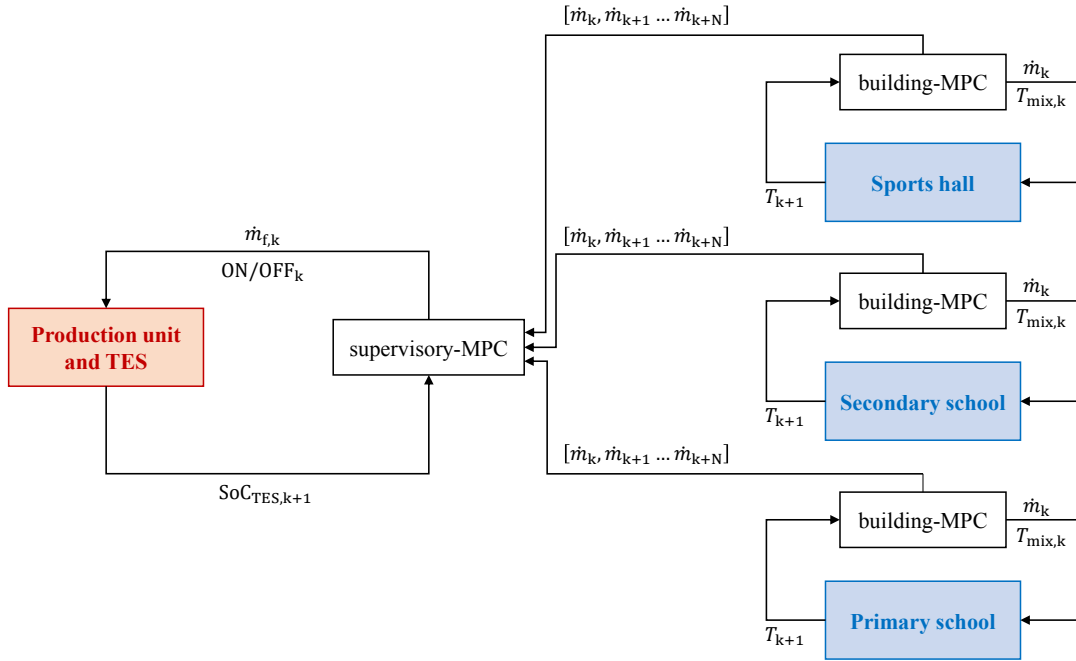 [ṁk, ṁk+1 … ṁk+N]
building-MPC
ṁk
Tmix,k
Sports hall
Tk+1
[ṁk, ṁk+1 … ṁk+N]
ṁf,k
ON/OFFk
building-MPC
ṁk
Tmix,k
Production unit
and TES
supervisory-MPC
Secondary school
Tk+1
[ṁk, ṁk+1 … ṁk+N]
SoCTES,k+1
building-MPC
ṁk
Tmix,k
Primary school
Tk+1